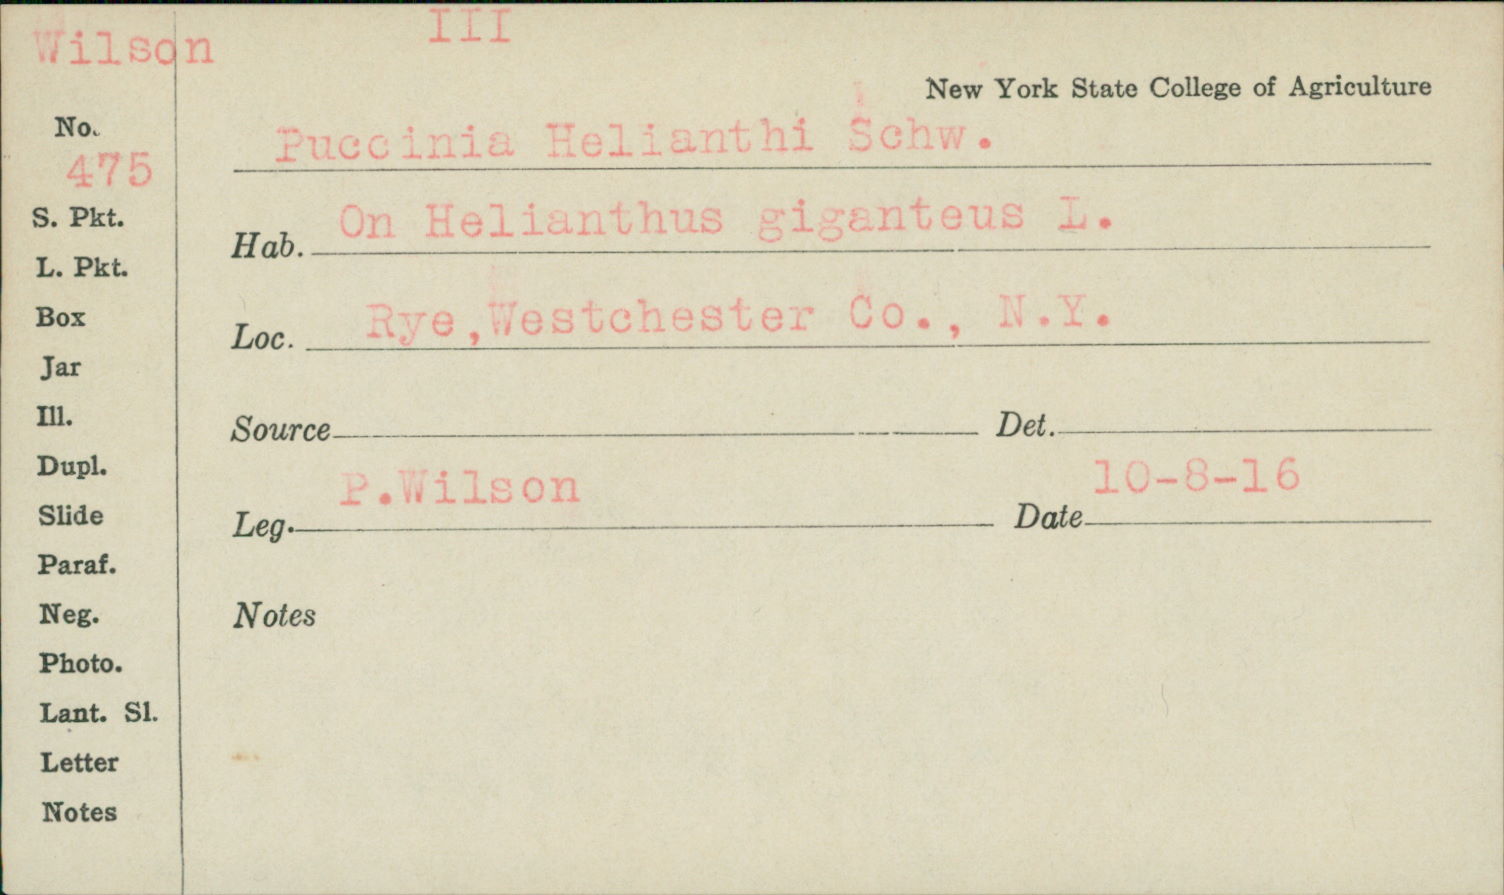 Wilson III
New York State College of Agriculture
No.
475
Puccinia Helianthi Schw.
S. Pkt.
Hab. On Helianthus giganteus L.
L. Pkt.
Box
Loc. Rye,Westchester Co., N.Y.
Jar
Ill.
Source Det.
Dupl.
Slide
Leg. P.Wilson Date 10-8-16
Paraf.
Neg.
Notes
Photo.
Lant. Sl.
Letter
Notes